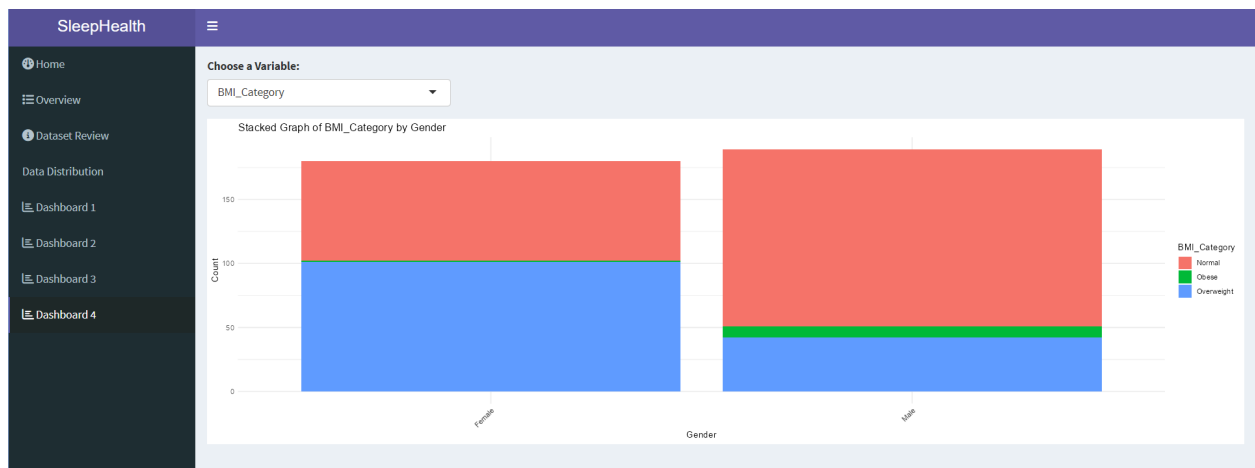 SleepHealth
Home
Overview
Dataset Review
Data Distribution
Dashboard 1
Dashboard 2
Dashboard 3
Dashboard 4
Choose a Variable:
BMI_Category
Stacked Graph of BMI_Category by Gender
150
100
50
0
Count
Female
Male
Gender
BMI_Category
Normal
Obese
Overweight